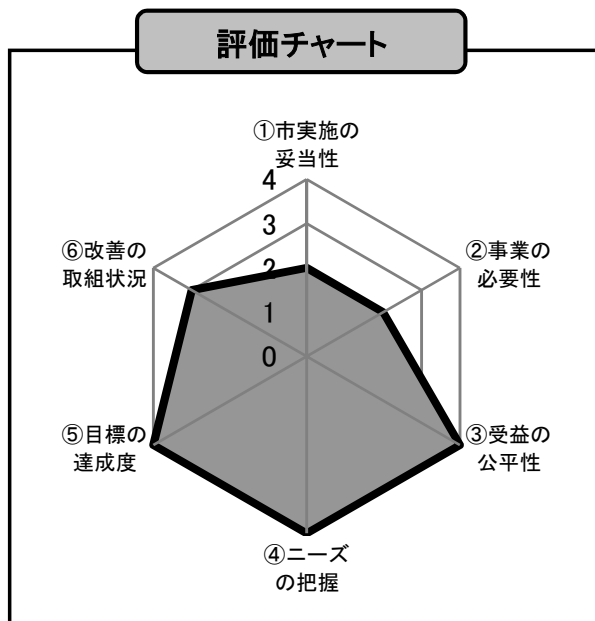 評価チャート
①市実施の
妥当性
4
3
2
1
0
②事業の
必要性
③受益の
公平性
④ニーズ
の把握
⑤目標の
達成度
⑥改善の
取組状況